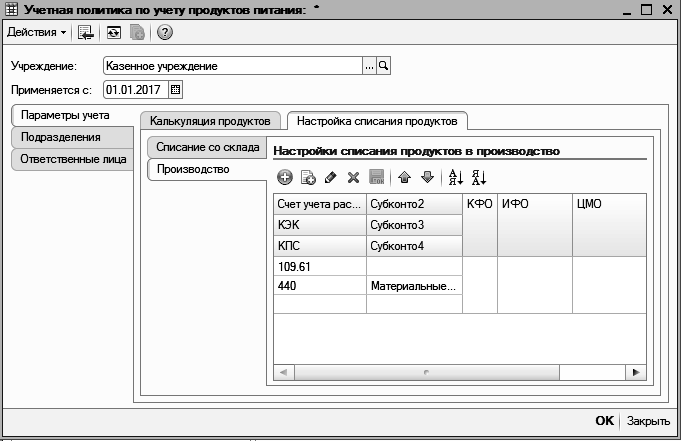 Учетная политика по учету продуктов питания: *
Действия
Учреждение: Казенное учреждение ...
Применяется с: 01.01.2017
Параметры учета
Подразделения
Ответственные лица
Калькуляция продуктов Настройка списания продуктов
Списание со склада
Производство
Настройки списания продуктов в производство
Счет учета рас... Субконто2 КФО ИФО ЦМО
КЭК Субконто3
КПС Субконто4
109.61
440 Материальные...
OK Закрыть